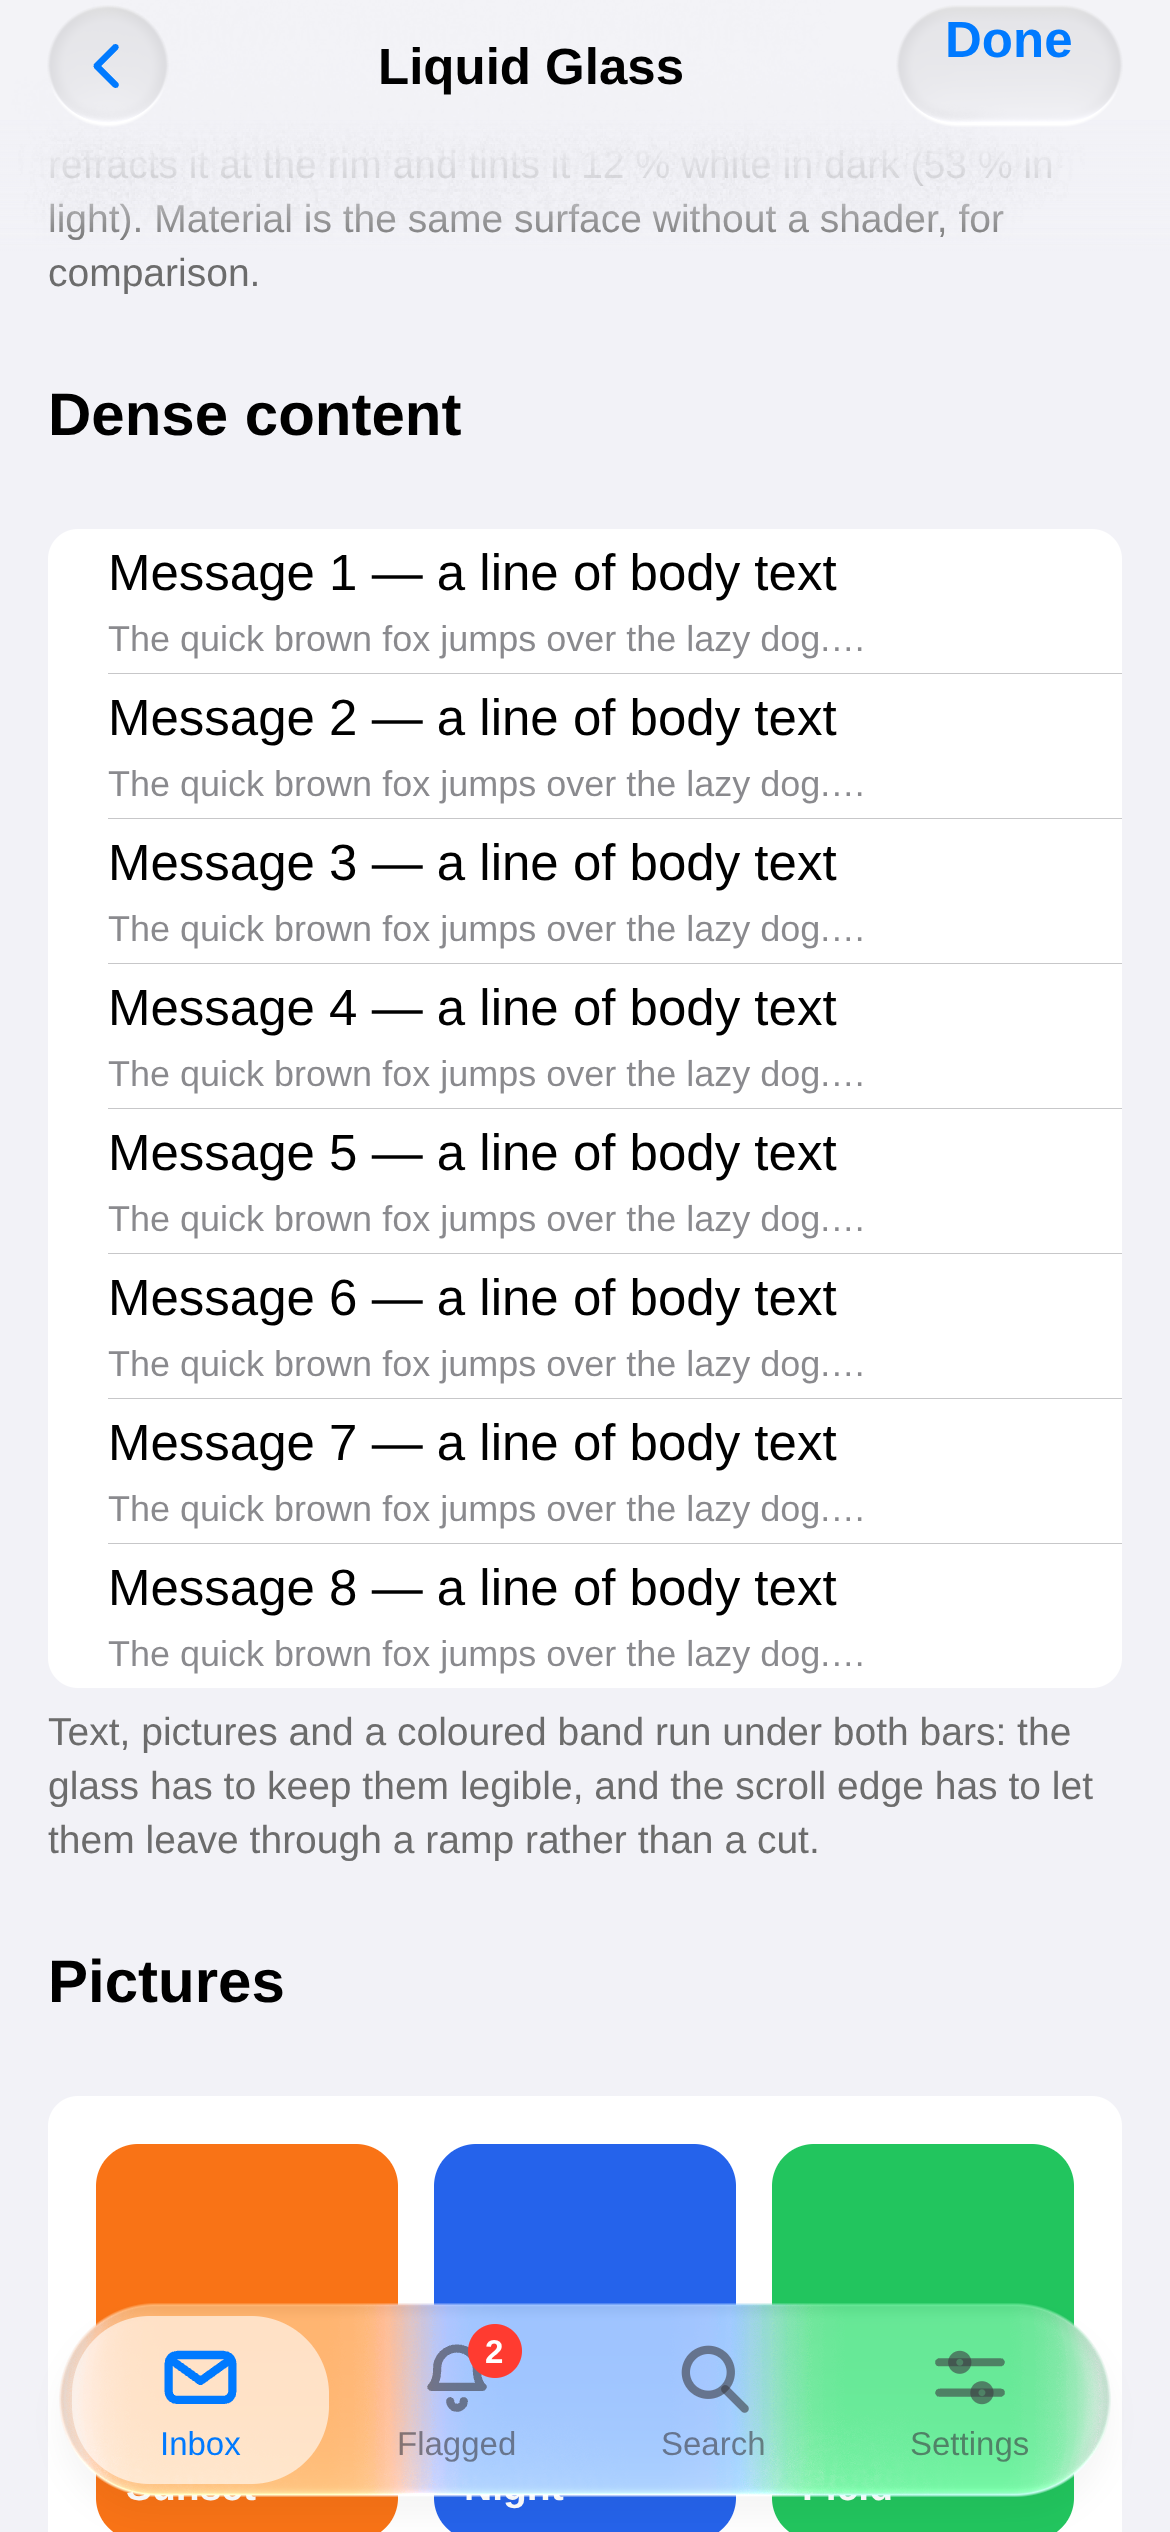 Liquid Glass
Done
refracts it at the rim and tints it 12 % white in dark (53 % in
light). Material is the same surface without a shader, for
comparison.
Dense content
Message 1 — a line of body text
The quick brown fox jumps over the lazy dog.…
Message 2 — a line of body text
The quick brown fox jumps over the lazy dog.…
Message 3 — a line of body text
The quick brown fox jumps over the lazy dog.…
Message 4 — a line of body text
The quick brown fox jumps over the lazy dog.…
Message 5 — a line of body text
The quick brown fox jumps over the lazy dog.…
Message 6 — a line of body text
The quick brown fox jumps over the lazy dog.…
Message 7 — a line of body text
The quick brown fox jumps over the lazy dog.…
Message 8 — a line of body text
The quick brown fox jumps over the lazy dog.…
Text, pictures and a coloured band run under both bars: the
glass has to keep them legible, and the scroll edge has to let
them leave through a ramp rather than a cut.
Pictures
2
Inbox
Flagged
Search
Settings
Sunset
Night
Field